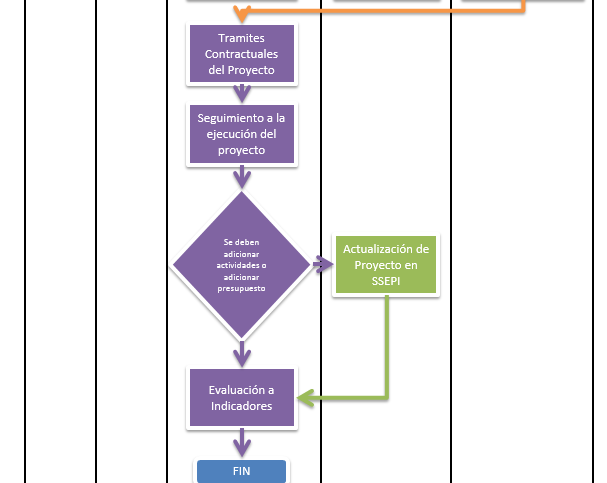 Tramites
Contractuales
del Proyecto
Seguimiento a la
ejecución del
proyecto
Se deben
adicionar
actividades o
adicionar
presupuesto
Actualización de
Proyecto en
SSEPI
Evaluación a
Indicadores
FIN